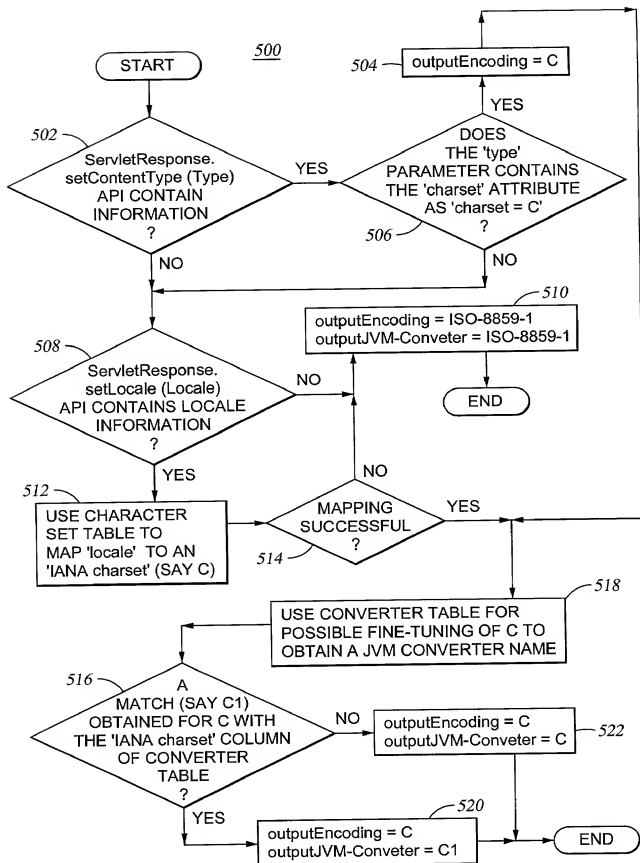 500
START
504
outputEncoding = C
YES
502
ServletResponse.
setContentType (Type)
API CONTAIN
INFORMATION
?
YES
NO
DOES
THE 'type'
PARAMETER CONTAINS
THE 'charset' ATTRIBUTE
AS 'charset = C'
?
506
NO
510
outputEncoding = ISO-8859-1
outputJVM-Conveter = ISO-8859-1
END
508
ServletResponse.
setLocale (Locale)
API CONTAINS LOCALE
INFORMATION
?
NO
YES
512
USE CHARACTER
SET TABLE TO
MAP 'locale' TO AN
'IANA charset' (SAY C)
NO
MAPPING
SUCCESSFUL
?
514
YES
518
USE CONVERTER TABLE FOR
POSSIBLE FINE-TUNING OF C TO
OBTAIN A JVM CONVERTER NAME
516
A
MATCH (SAY C1)
OBTAINED FOR C WITH
THE 'IANA charset' COLUMN
OF CONVERTER
TABLE
?
NO
YES
outputEncoding = C
outputJVM-Conveter = C
522
520
outputEncoding = C
outputJVM-Conveter = C1
END